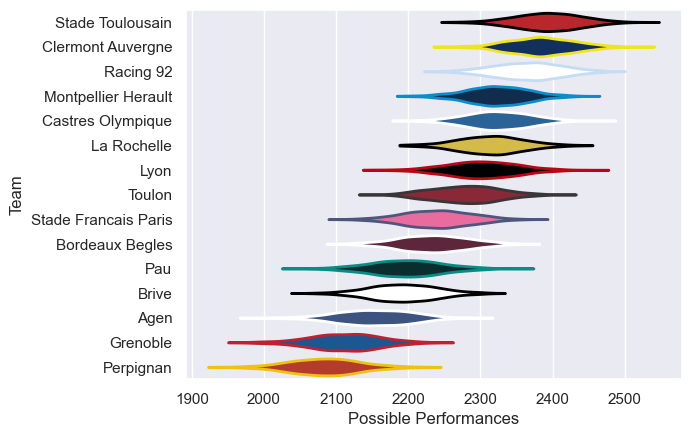 Stade Toulousain
Clermont Auvergne
Racing 92
Montpellier Herault
Castres Olympique
La Rochelle
Lyon
Toulon
Stade Francais Paris
Bordeaux Begles
Pau
Brive
Agen
Grenoble
Perpignan
Team
1900 2000 2100 2200 2300 2400 2500
Possible Performances